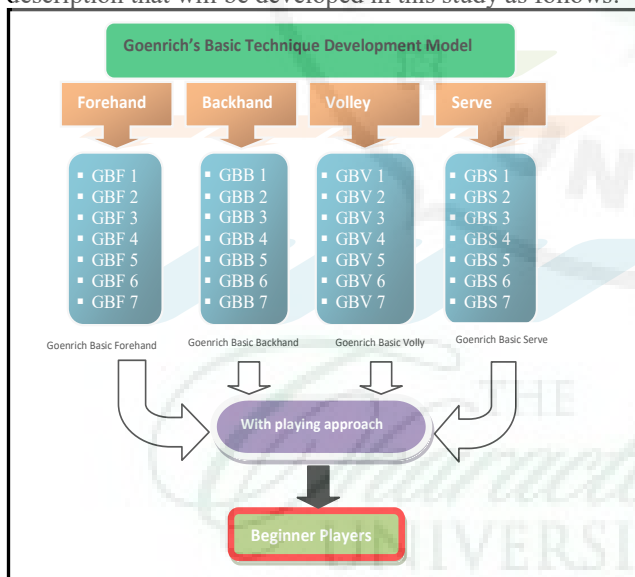 description that will be developed in this study as follows:
Goenrich's Basic Technique Development Model
Forehand Backhand Volley Serve
▪ GBF 1
▪ GBF 2
▪ GBF 3
▪ GBF 4
▪ GBF 5
▪ GBF 6
▪ GBF 7
▪ GBB 1
▪ GBB 2
▪ GBB 3
▪ GBB 4
▪ GBB 5
▪ GBB 6
▪ GBB 7
▪ GBV 1
▪ GBV 2
▪ GBV 3
▪ GBV 4
▪ GBV 5
▪ GBV 6
▪ GBV 7
▪ GBS 1
▪ GBS 2
▪ GBS 3
▪ GBS 4
▪ GBS 5
▪ GBS 6
▪ GBS 7
Goenrich Basic Forehand Goenrich Basic Backhand Goenrich Basic Volly Goenrich Basic Serve
With playing approach
Beginner Players
THE
UNIVERSI